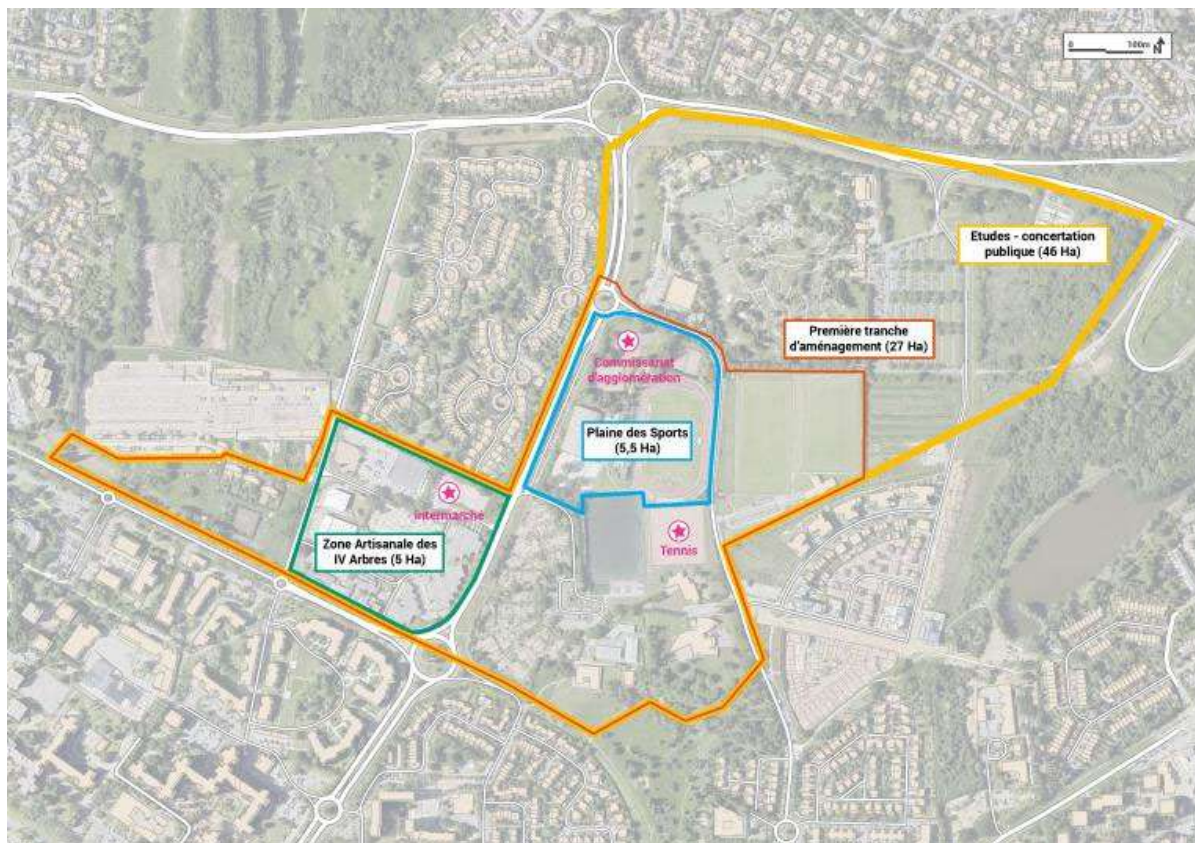 0 100m N
Etudes - concertation
publique (46 Ha)
Première tranche
d'aménagement (27 Ha)
Commissariat
d'agglomération
Plaine des Sports
(5,5 Ha)
Intermarché
Zone Artisanale des
IV Arbres (5 Ha)
Tennis